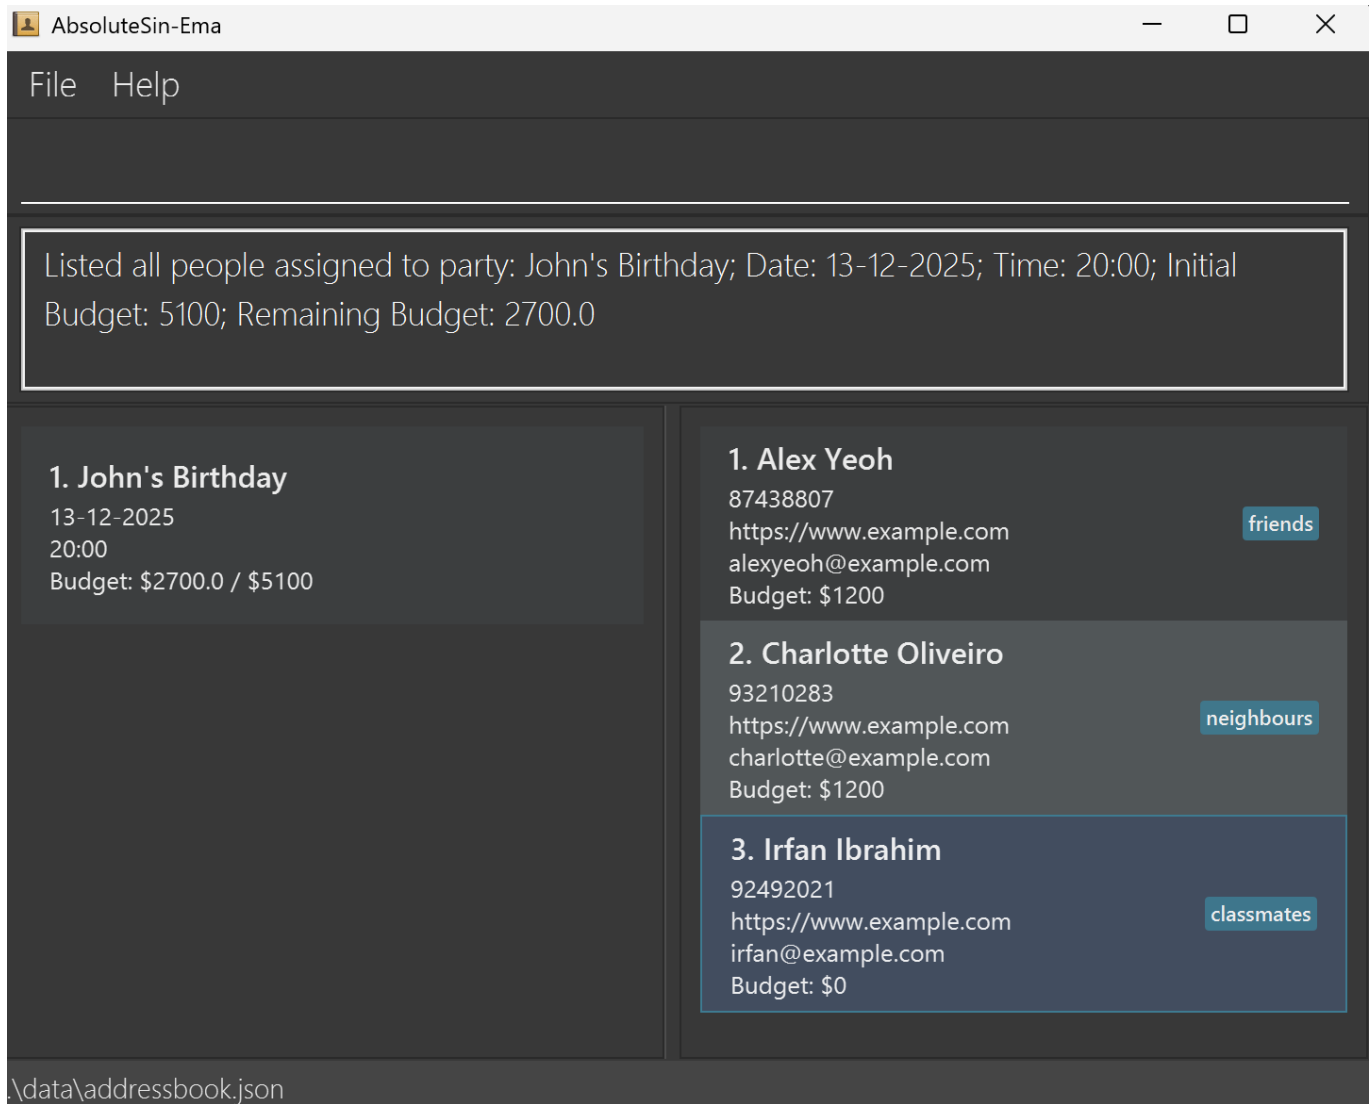 AbsoluteSin-Ema
File Help
Listed all people assigned to party: John's Birthday; Date: 13-12-2025; Time: 20:00; Initial
Budget: 5100; Remaining Budget: 2700.0
1. John's Birthday
13-12-2025
20:00
Budget: $2700.0 / $5100
1. Alex Yeoh
87438807
https://www.example.com
friends
alexyeoh@example.com
Budget: $1200
2. Charlotte Oliveiro
93210283
https://www.example.com
neighbours
charlotte@example.com
Budget: $1200
3. Irfan Ibrahim
92492021
https://www.example.com
classmates
irfan@example.com
Budget: $0
.\data\addressbook.json